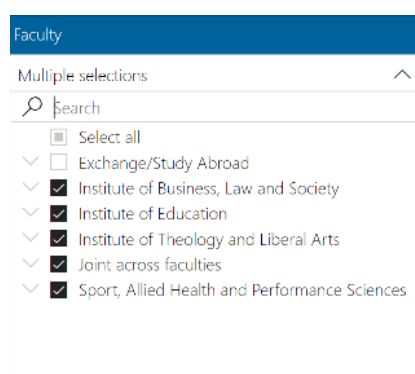 Faculty
Multiple selections
Search
Select all
Exchange/Study Abroad
Institute of Business, Law and Society
Institute of Education
Institute of Theology and Liberal Arts
Joint across faculties
Sport, Allied Health and Performance Sciences